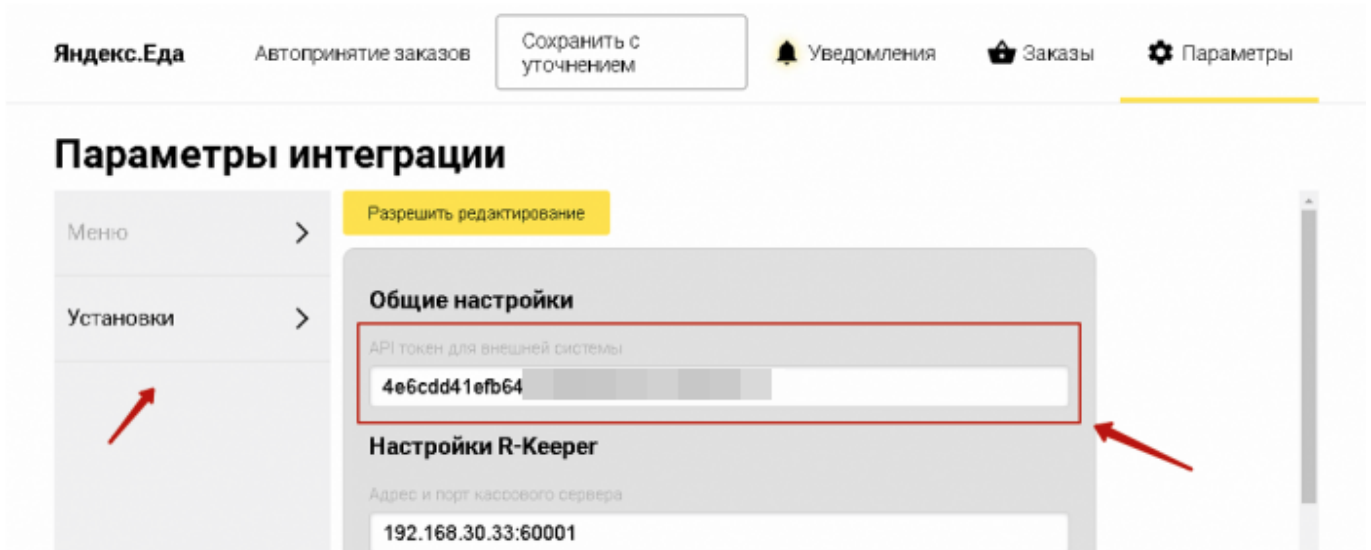 Яндекс.Еда
Автопринятие заказов
Сохранить с
уточнением
Уведомления
Заказы
Параметры
Параметры интеграции
Меню
Установки
Разрешить редактирование
Общие настройки
API токен для внешней системы
4e6cdd41efb64
Настройки R-Keeper
Адрес и порт кассового сервера
192.168.30.33:60001